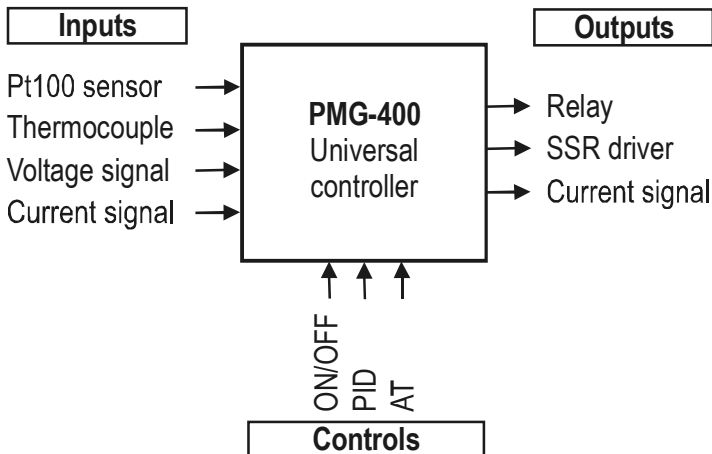 Inputs
Pt100 sensor
Thermocouple
Voltage signal
Current signal
PMG-400
Universal
controller
Outputs
Relay
SSR driver
Current signal
ON/OFF
PID
AT
Controls